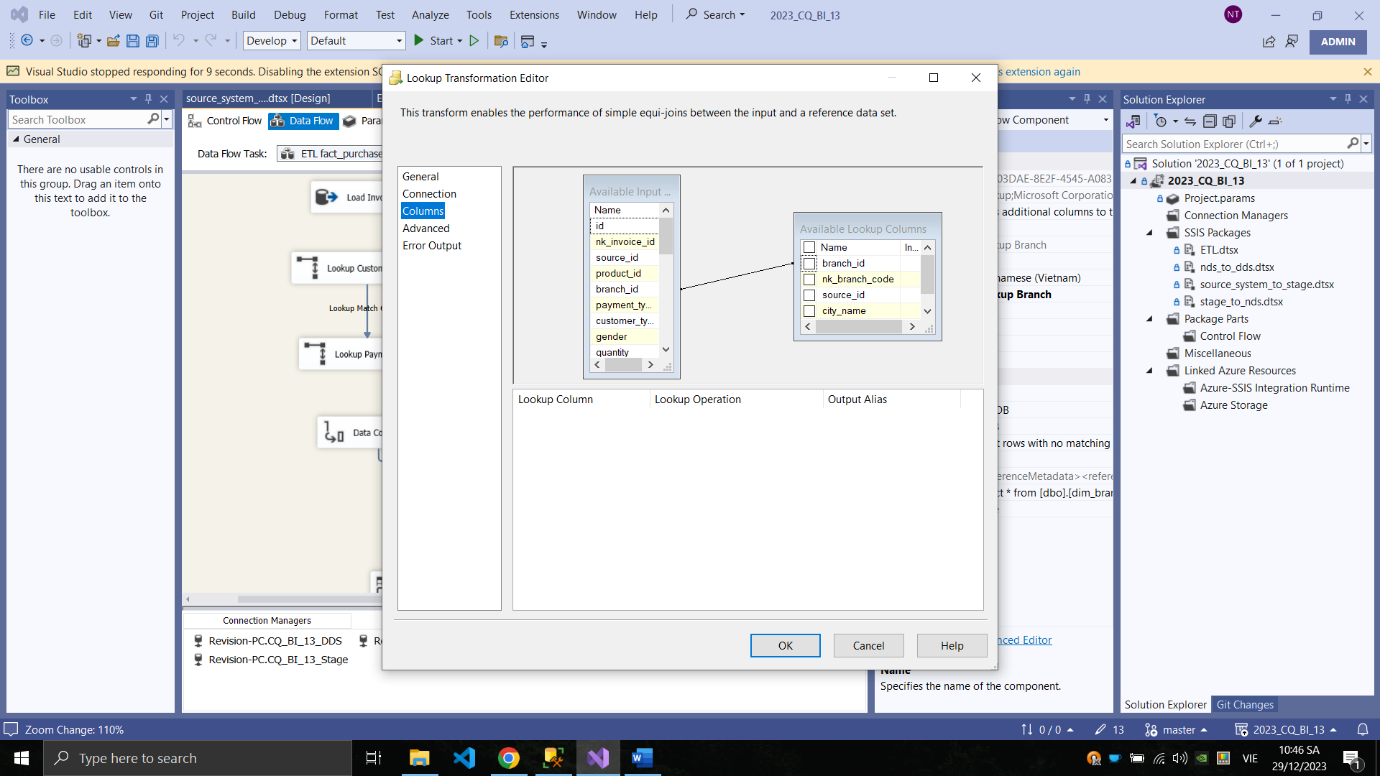 File Edit View Git Project Build Debug Format Test Analyze Tools Extensions Window Help Search 2023_CQ_BI_13 NT
Develop Default Start ADMIN
Visual Studio stopped responding for 9 seconds. Disabling the extension
s extension again
Toolbox
Search Toolbox
General
There are no usable controls in
this group. Drag an item onto
this text to add it to the
toolbox.
source_system_....dtsx [Design]
Control Flow Data Flow
Data Flow Task: ETL fact_purchase
Load Inv
Lookup Custom
Lookup Match
Lookup Paym
Data Co
Connection Managers
Revision-PC.CQ_BI_13_DDS
Revision-PC.CQ_BI_13_Stage
Lookup Transformation Editor
This transform enables the performance of simple equi-joins between the input and a reference data set.
General
Connection
Columns
Advanced
Error Output
Available Input ...
Name
id
nk_invoice_id
source_id
product_id
branch_id
payment_ty...
customer_ty...
gender
quantity
Available Lookup Columns
Name In...
branch_id
nk_branch_code
source_id
city_name
Lookup Column Lookup Operation Output Alias
OK Cancel Help
ow Component
03DAE-8E2F-4545-A083
kup;Microsoft Corporatio
s additional columns to t
kup Branch
namese (Vietnam)
kup Branch
DB
t rows with no matching
erenceMetadata><refere
ct * from [dbo].[dim_bran
nced Editor
Name
Specifies the name of the component.
Solution Explorer
Search Solution Explorer (Ctrl+;)
Solution '2023_CQ_BI_13' (1 of 1 project)
2023_CQ_BI_13
Project.params
Connection Managers
SSIS Packages
ETL.dtsx
nds_to_dds.dtsx
source_system_to_stage.dtsx
stage_to_nds.dtsx
Package Parts
Control Flow
Miscellaneous
Linked Azure Resources
Azure-SSIS Integration Runtime
Azure Storage
Solution Explorer Git Changes
Zoom Change: 110% 0 / 0 13 master 2023_CQ_BI_13
Type here to search
VIE
10:46 SA
29/12/2023
1